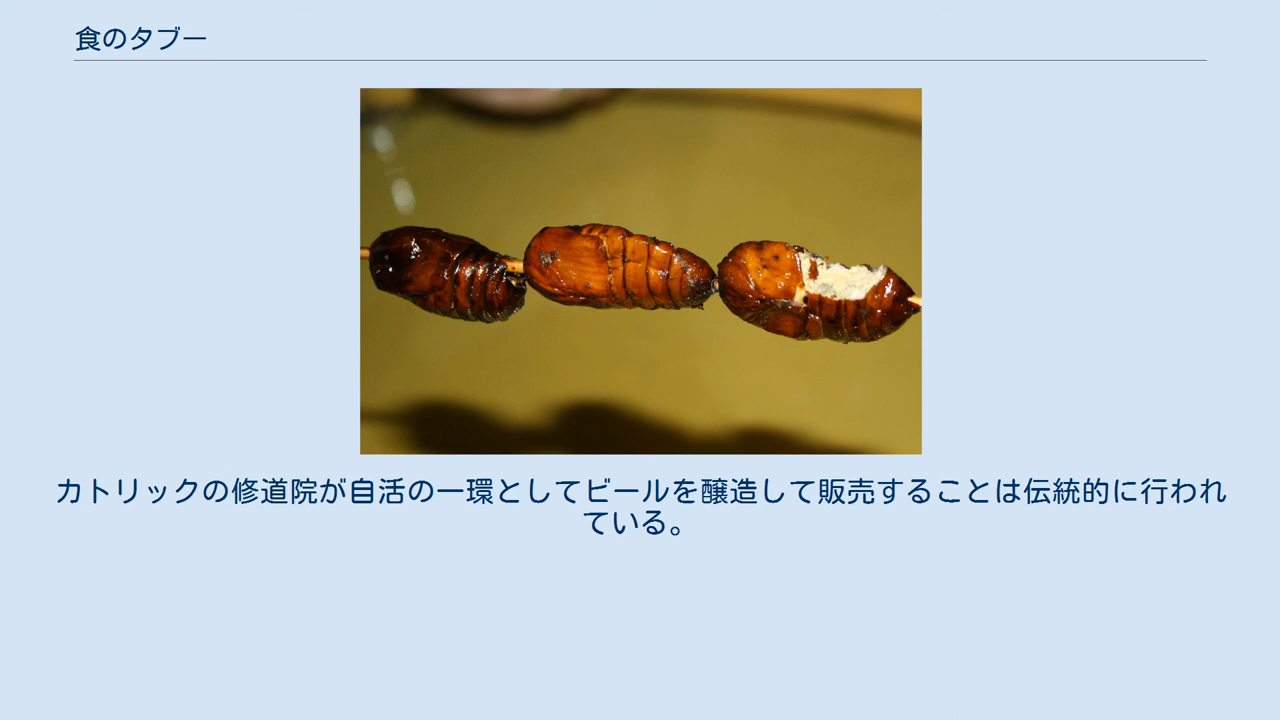 食のタブー
カトリックの修道院が自活の一環としてビールを醸造して販売することは伝統的に行われ
ている。